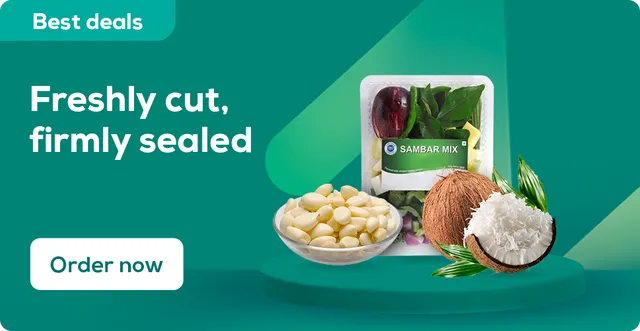 Best deals
Freshly cut,
firmly sealed
SAMBAR MIX
Order now